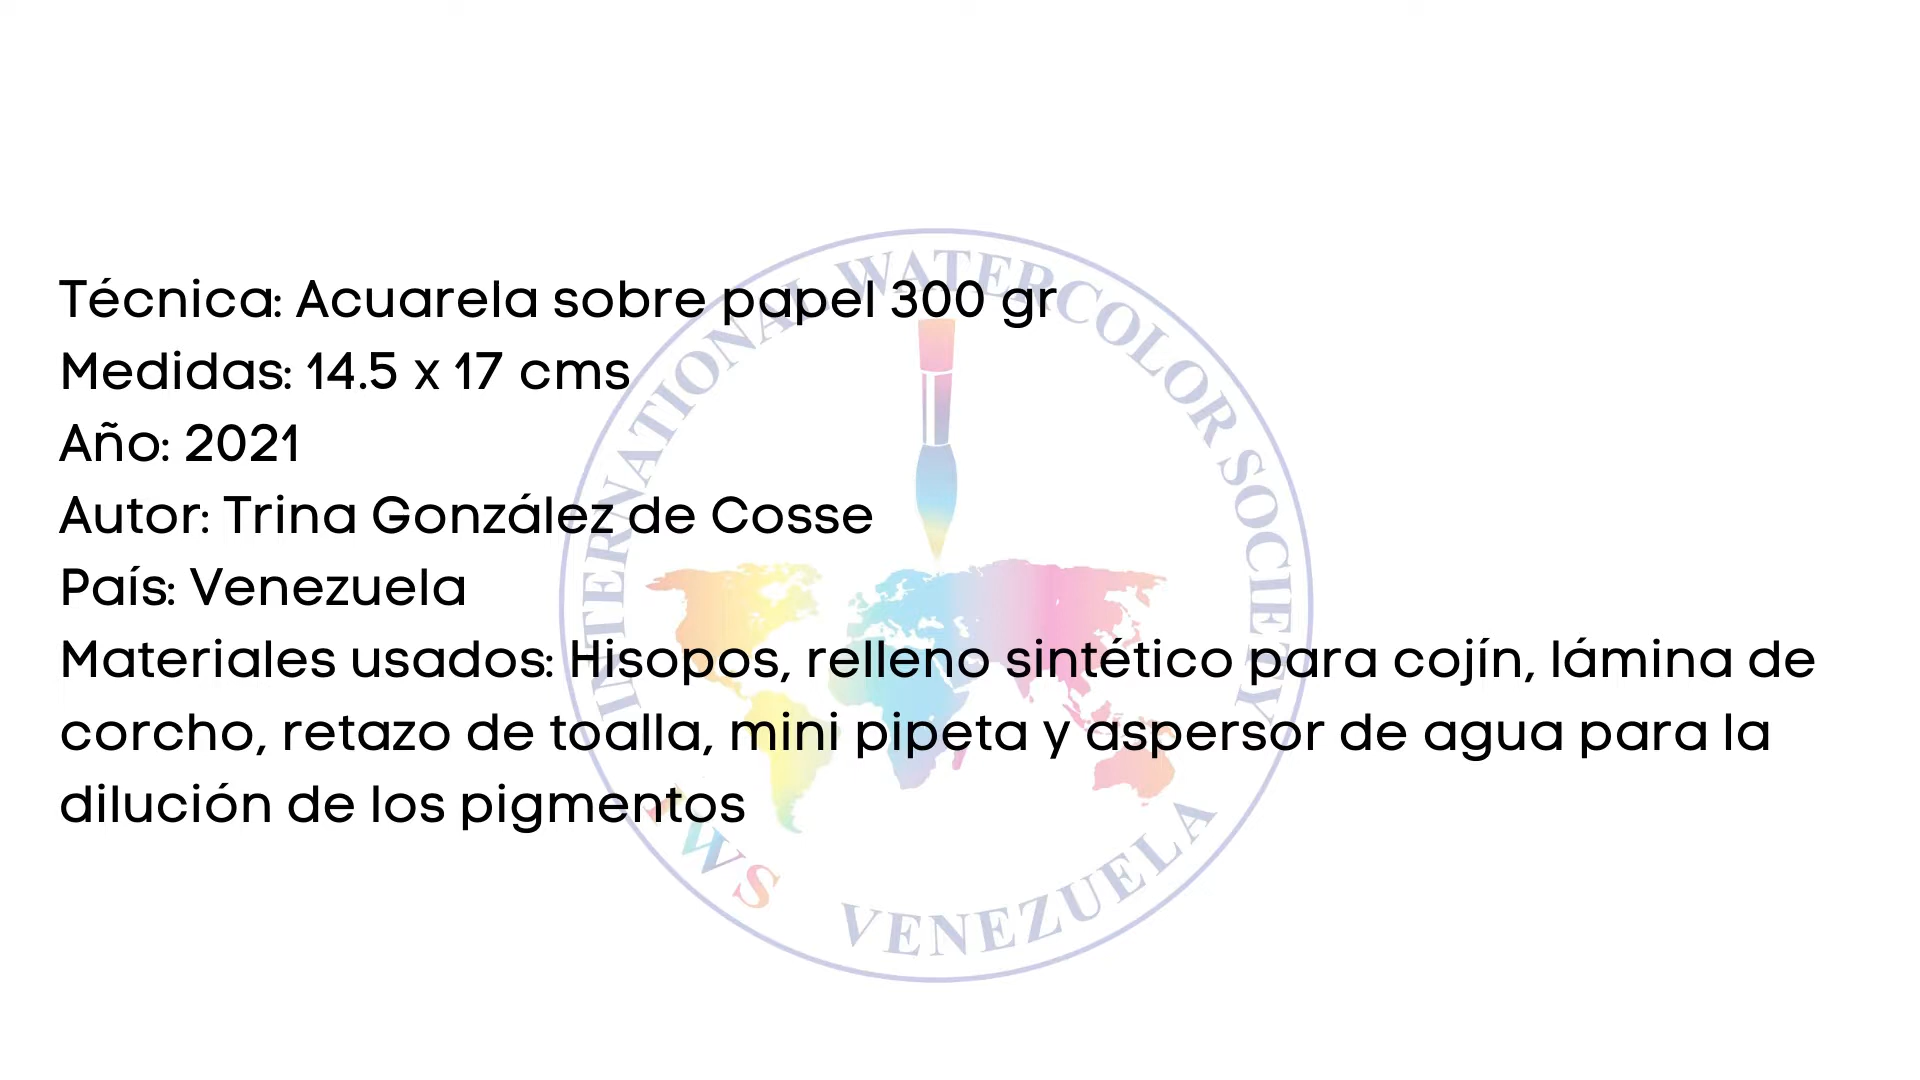 Técnica: Acuarela sobre papel 300 gr
Medidas: 14.5 x 17 cms
Año: 2021
Autor: Trina González de Cosse
País: Venezuela
Materiales usados: Hisopos, relleno sintético para cojín, lámina de
corcho, retazo de toalla, mini pipeta y aspersor de agua para la
dilución de los pigmentos
INTERNATIONAL WATERCOLOR SOCIETY
IWS
VENEZUELA